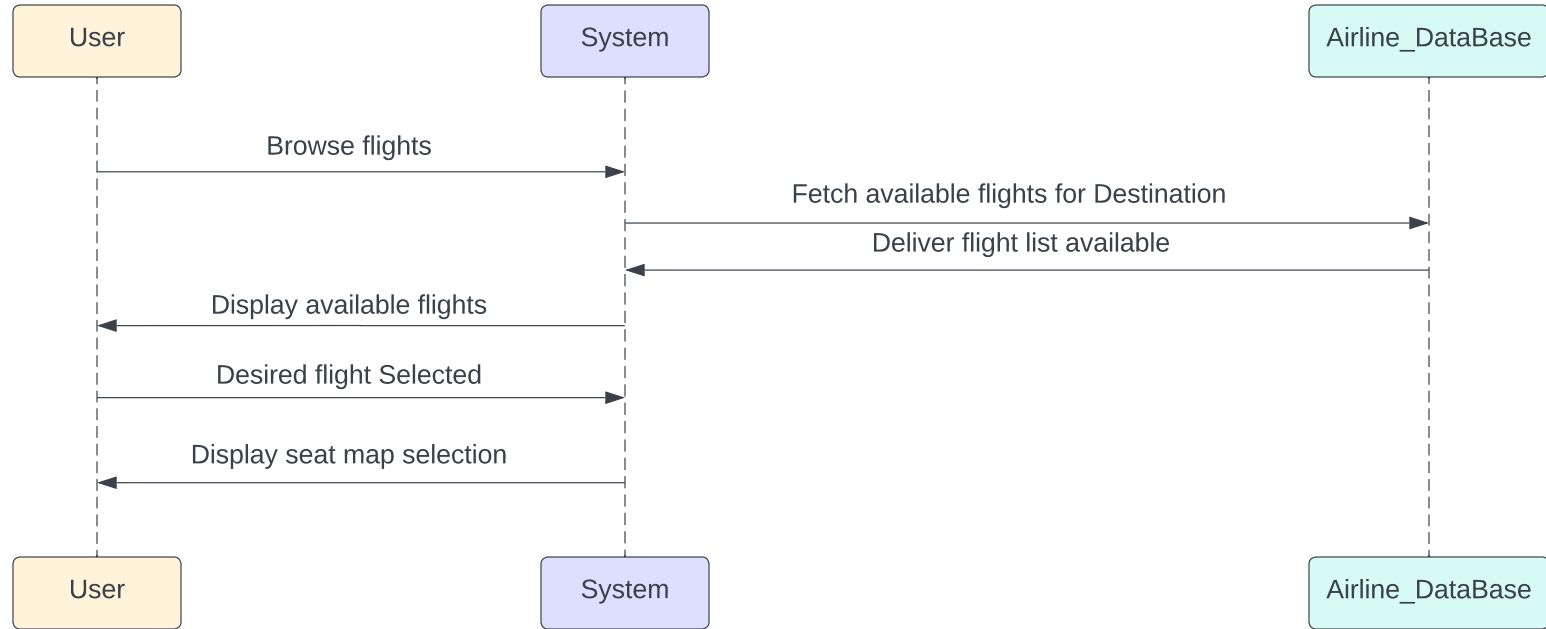 User
System
Airline_DataBase
Browse flights
Fetch available flights for Destination
Deliver flight list available
Display available flights
Desired flight Selected
Display seat map selection
User
System
Airline_DataBase